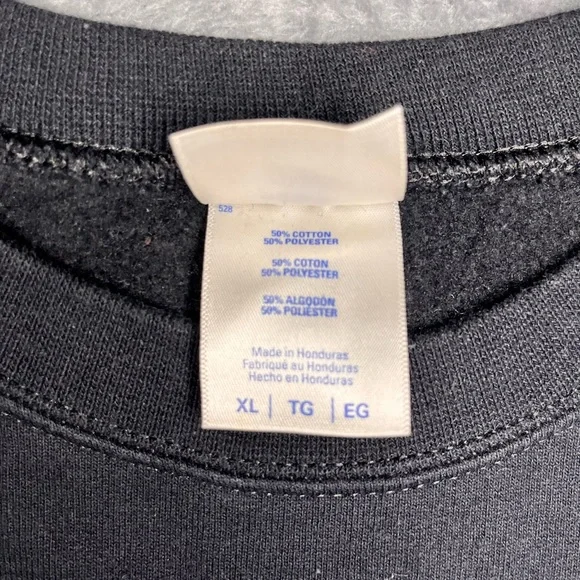 528
50% COTTON
50% POLYESTER
50% COTON
50% POLYESTER
50% ALGODÓN
50% POLIÉSTER
Made in Honduras
Fabriqué au Honduras
Hecho en Honduras
XL | TG | EG